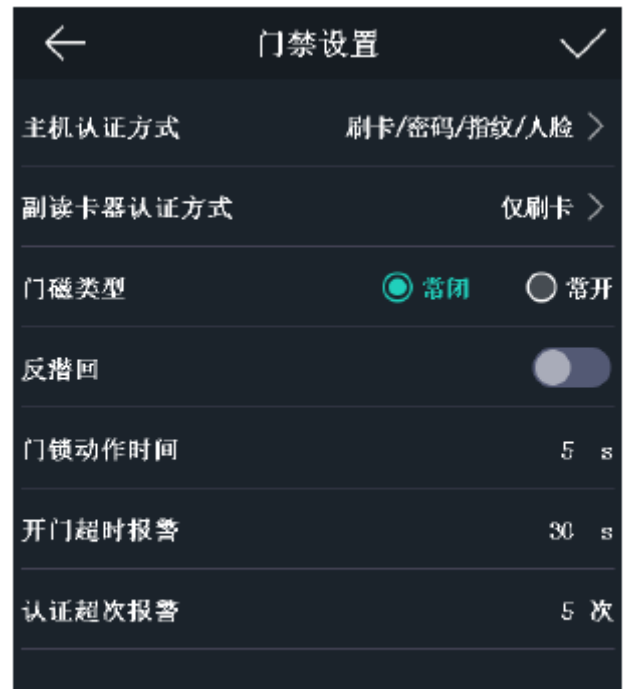 门禁设置
主机认证方式 刷卡/密码/指纹/人脸
副读卡器认证方式 仅刷卡
门磁类型 常闭 常开
反潜回
门锁动作时间 5 s
开门超时报警 30 s
认证超次报警 5 次